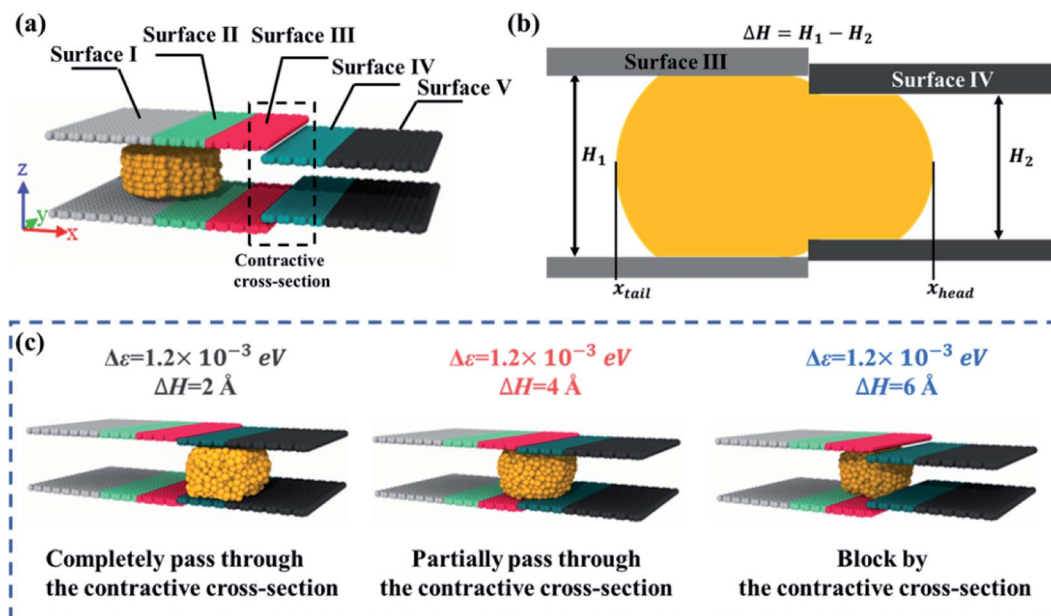 (a)
Surface I
Surface II
Surface III
Surface IV
Surface V
z
y
x
Contractive
cross-section
(b)
ΔH = H₁ − H₂
Surface III
Surface IV
H₁
H₂
x_tail
x_head
(c)
Δε=1.2× 10⁻³ eV
ΔH=2 Å
Δε=1.2× 10⁻³ eV
ΔH=4 Å
Δε=1.2× 10⁻³ eV
ΔH=6 Å
Completely pass through
the contractive cross-section
Partially pass through
the contractive cross-section
Block by
the contractive cross-section